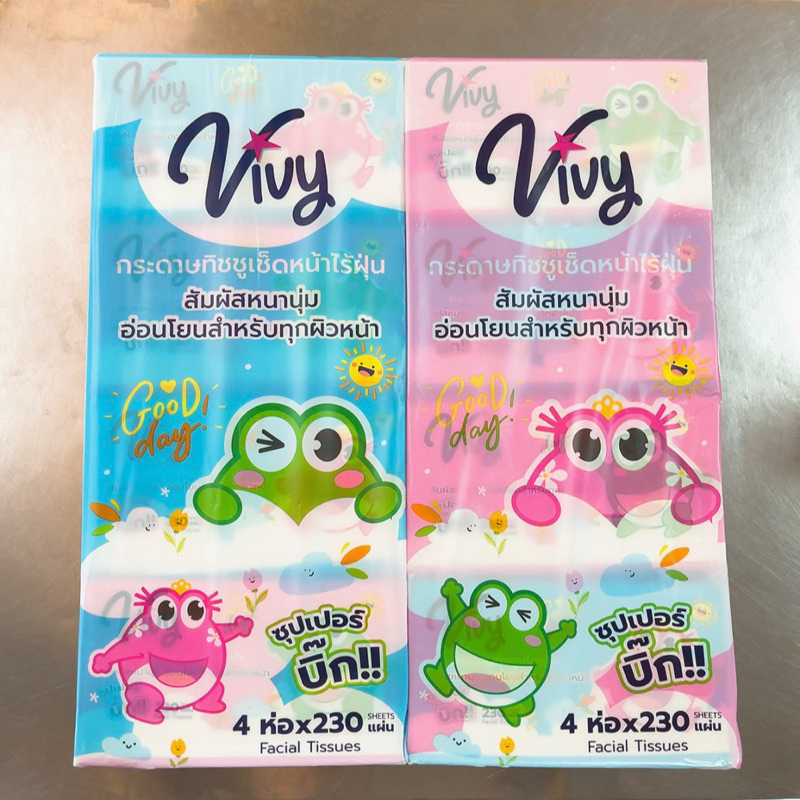 Vivy
กระดาษทิชชูเช็ดหน้าไร้ฝุ่น
สัมผัสหนานุ่ม
อ่อนโยนสำหรับทุกผิวหน้า
GOOD
day!
ซุปเปอร์
บิ๊ก!!
4 ห่อx230 SHEETS แผ่น
Facial Tissues
Vivy
กระดาษทิชชูเช็ดหน้าไร้ฝุ่น
สัมผัสหนานุ่ม
อ่อนโยนสำหรับทุกผิวหน้า
GOOD!
day!
ซุปเปอร์
บิ๊ก!!
4 ห่อx230 SHEETS แผ่น
Facial Tissues